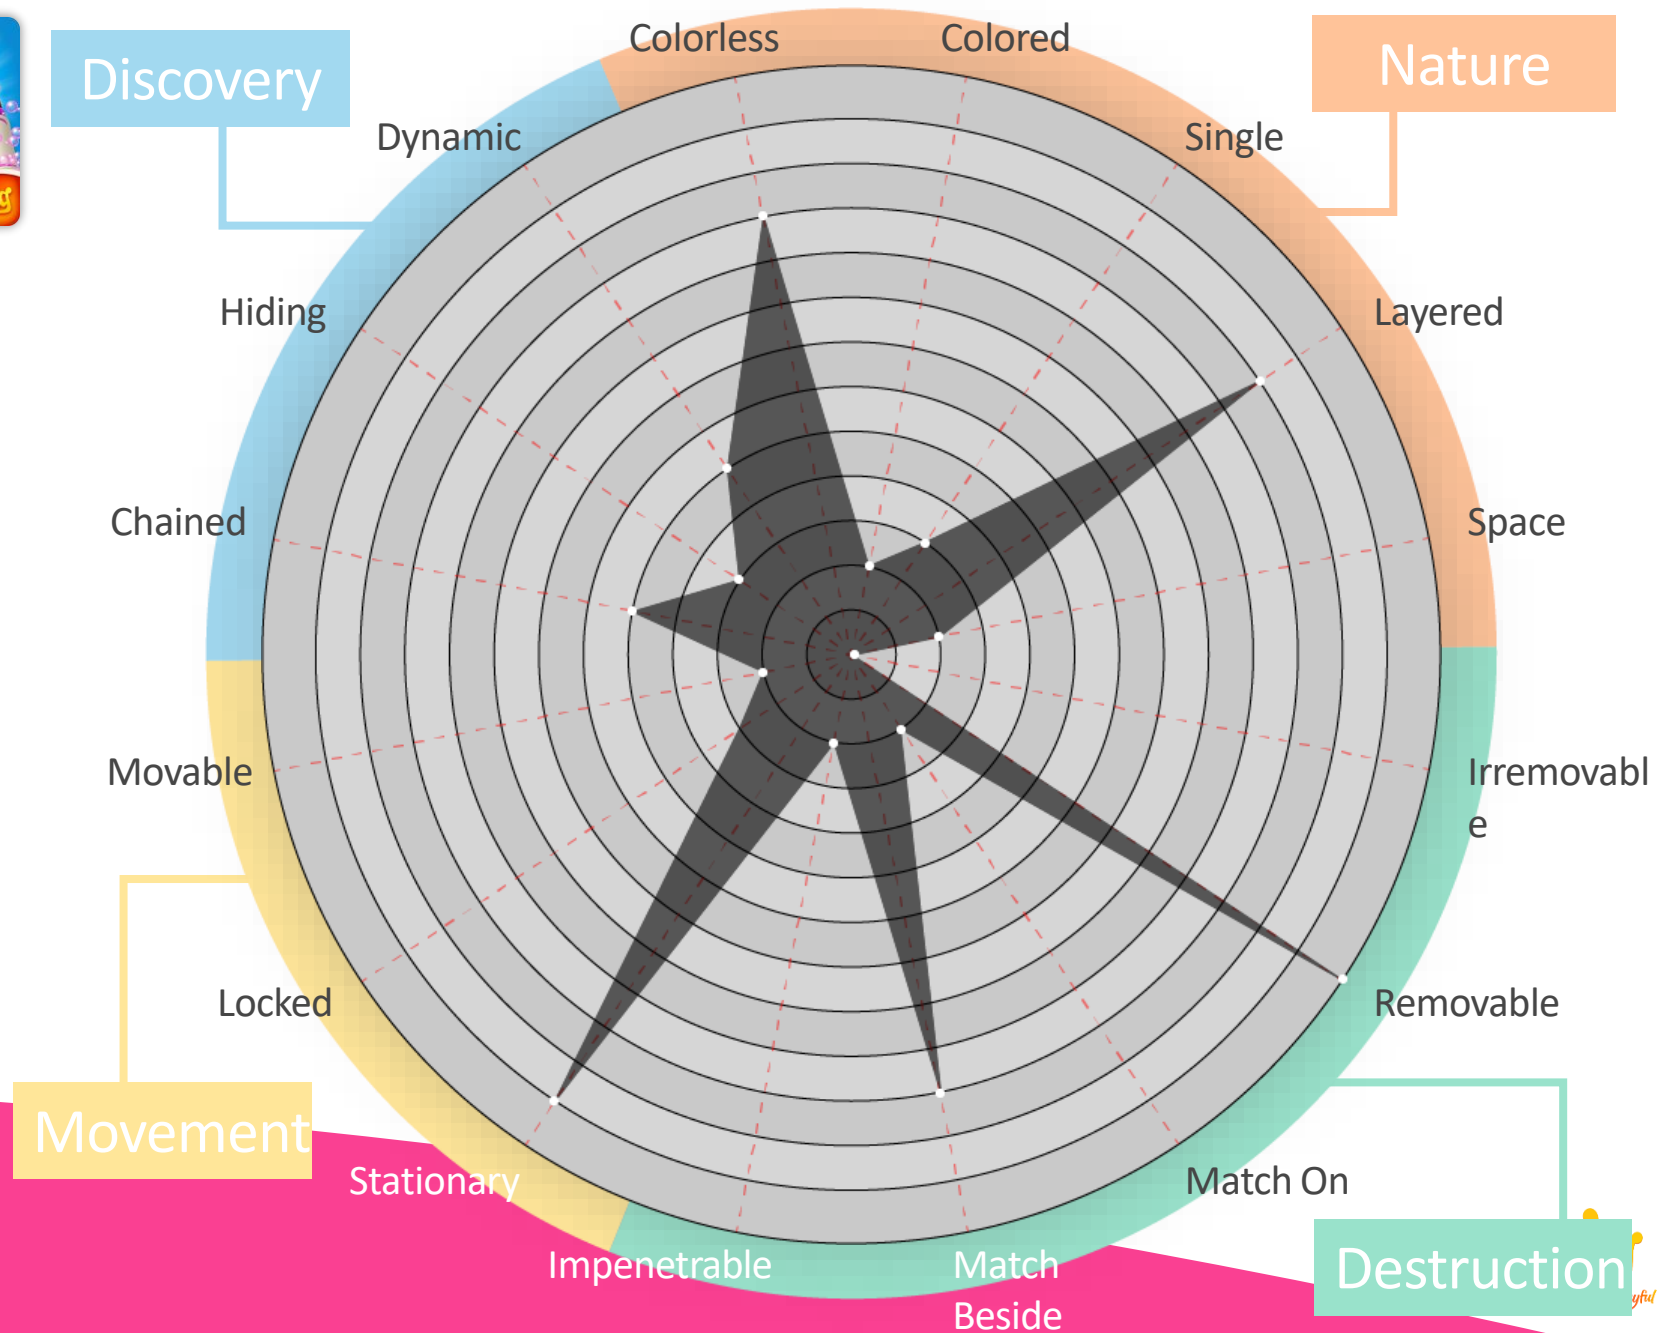 Colorless
Colored
Discovery
Nature
Dynamic
Single
Hiding
Layered
Chained
Space
Movable
Irremovabl
e
Locked
Removable
Movement
Stationary
Match On
Impenetrable
Match
Beside
Destruction